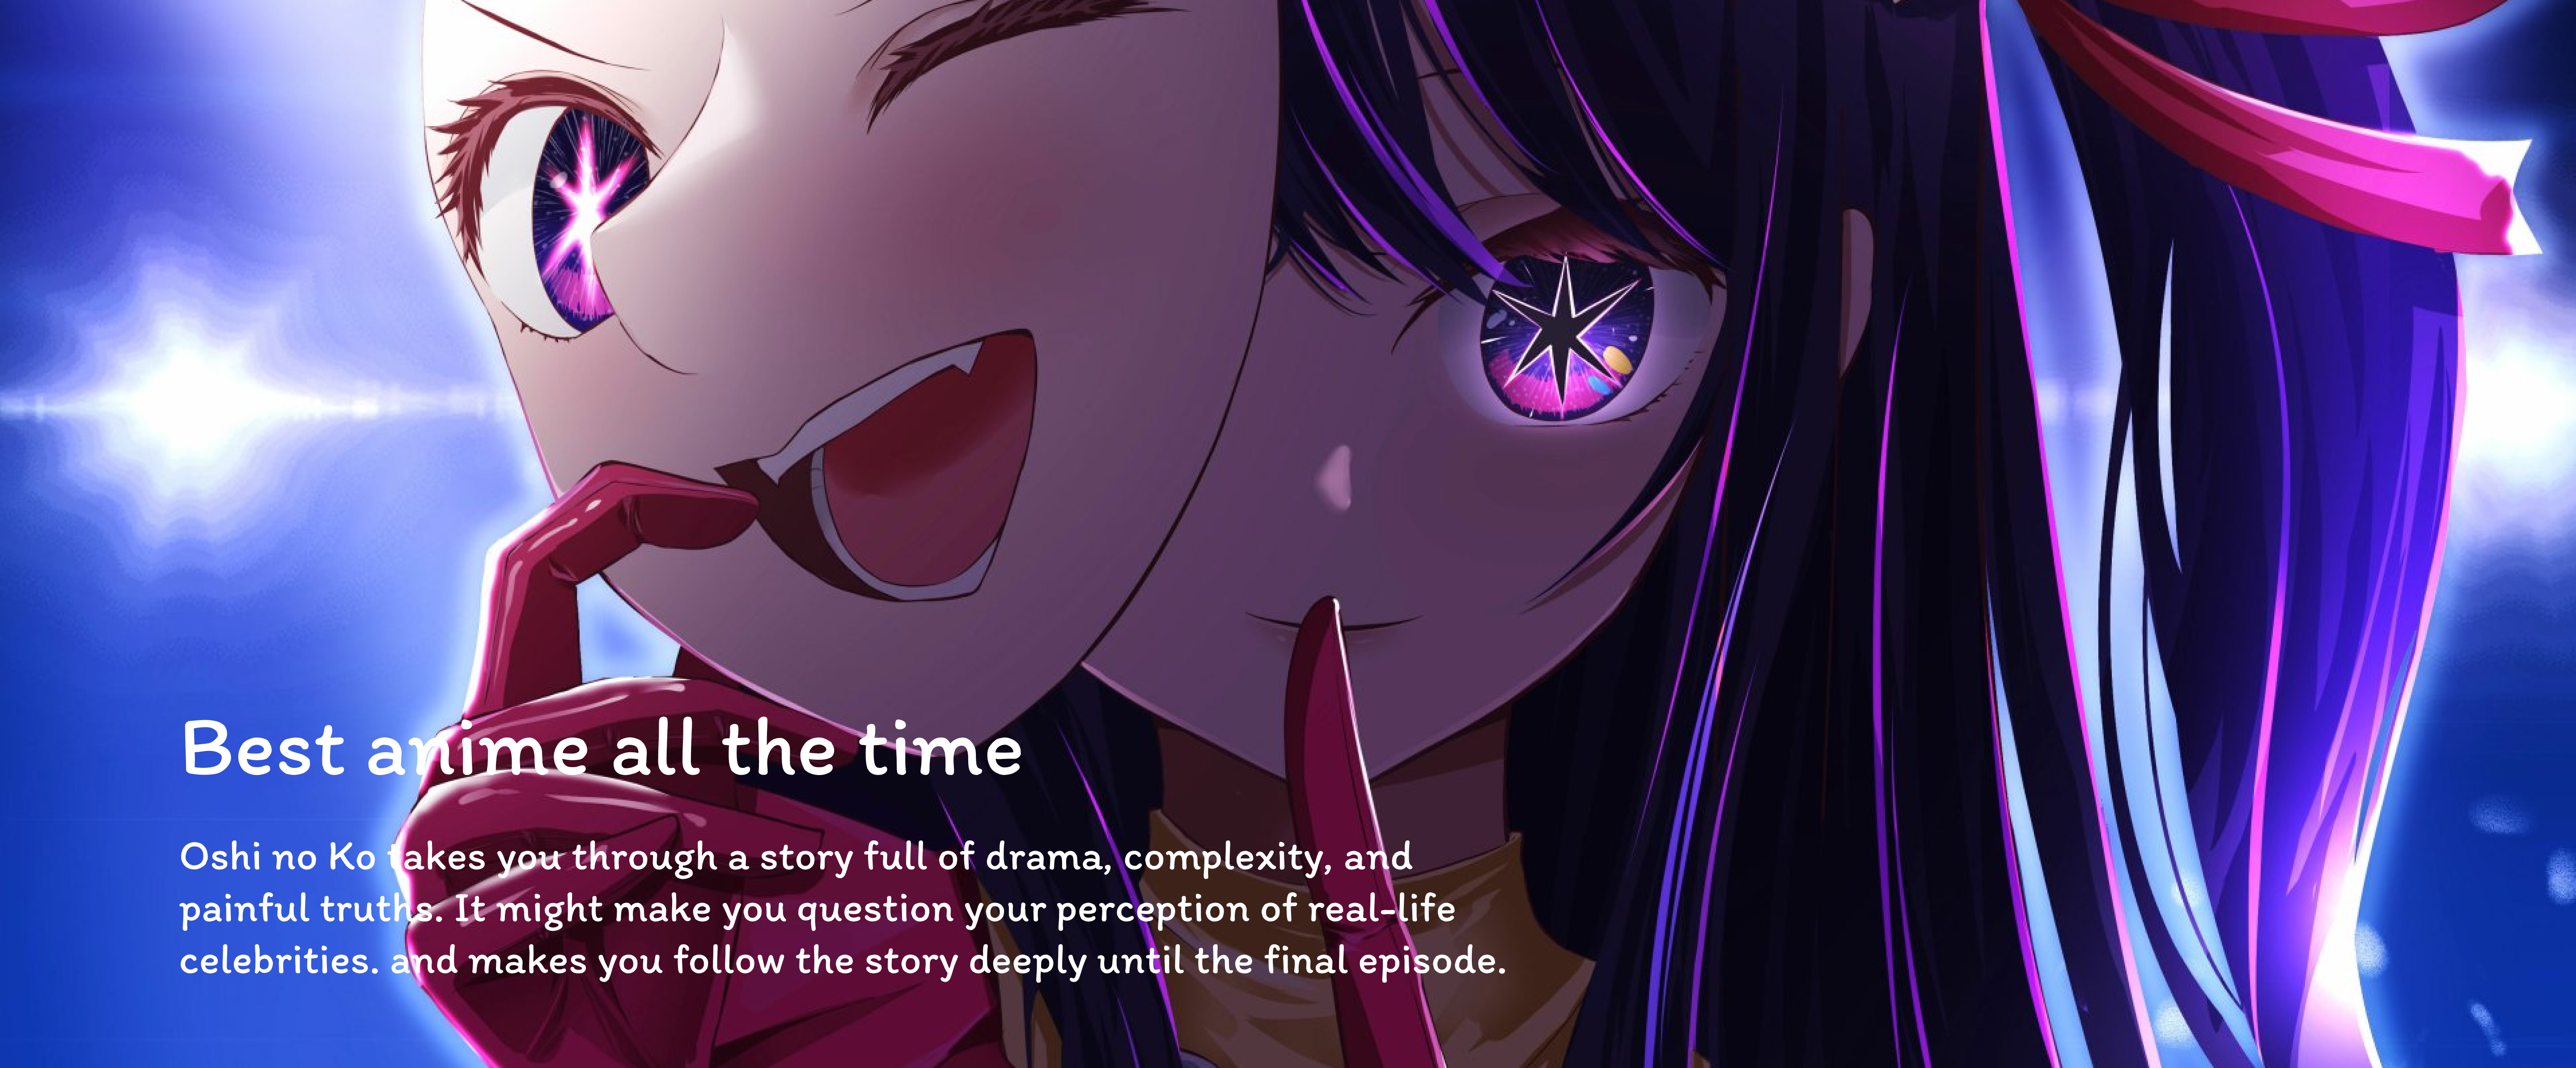 Best anime all the time
Oshi no Ko takes you through a story full of drama, complexity, and
painful truths. It might make you question your perception of real-life
celebrities. and makes you follow the story deeply until the final episode.